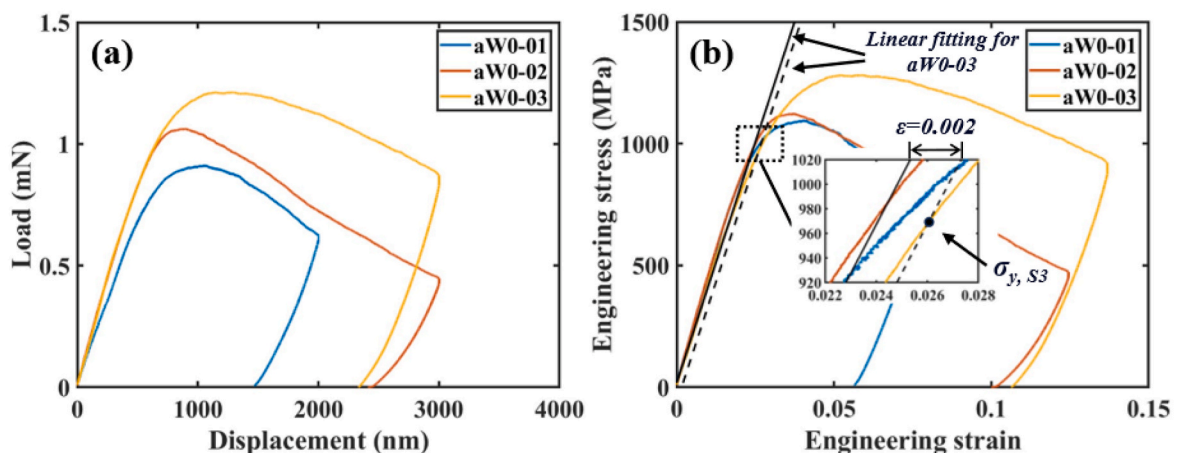 (a)
aW0-01
aW0-02
aW0-03
1.5
1
0.5
0
Load (mN)
0 1000 2000 3000 4000
Displacement (nm)
(b)
Linear fitting for
aW0-03
aW0-01
aW0-02
aW0-03
ε=0.002
1500
1000
500
0
Engineering stress (MPa)
1020
1000
980
960
940
920
0.022 0.024 0.026 0.028
σy, S3
0 0.05 0.1 0.15
Engineering strain